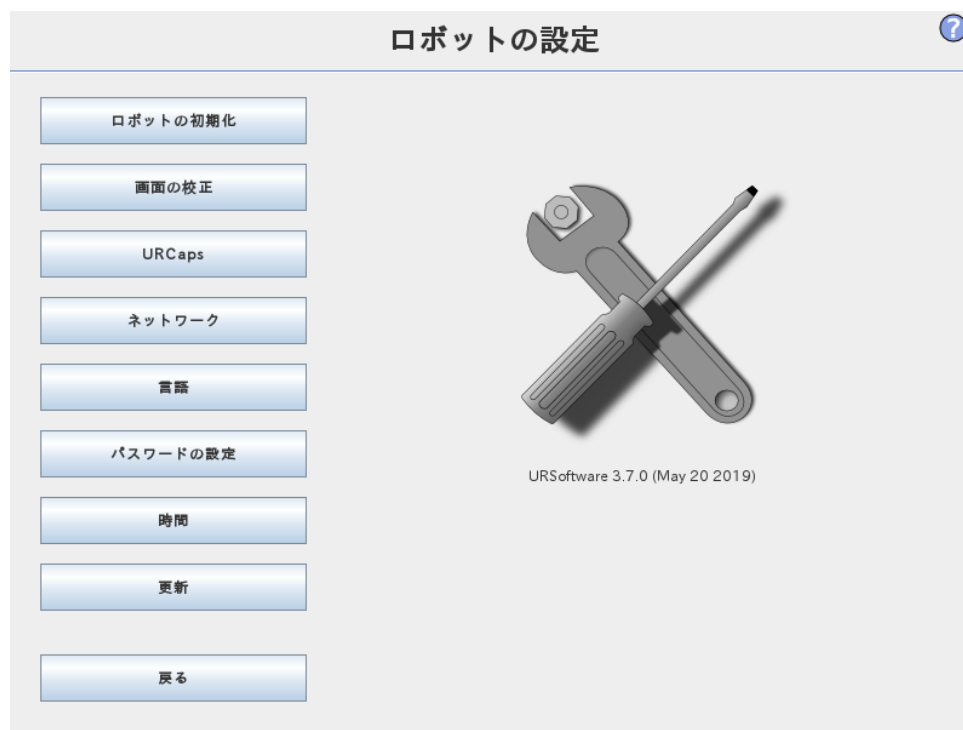 ロボットの設定
?
ロボットの初期化
画面の校正
URCaps
ネットワーク
言語
パスワードの設定
時間
更新
戻る
URSoftware 3.7.0 (May 20 2019)